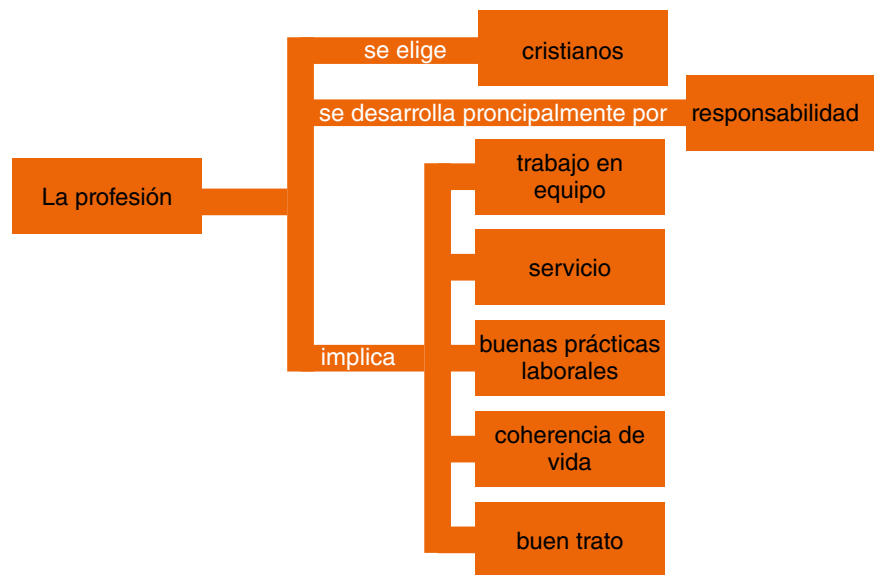 se elige
cristianos
se desarrolla proncipalmente por
responsabilidad
La profesión
trabajo en
equipo
servicio
implica
buenas prácticas
laborales
coherencia de
vida
buen trato